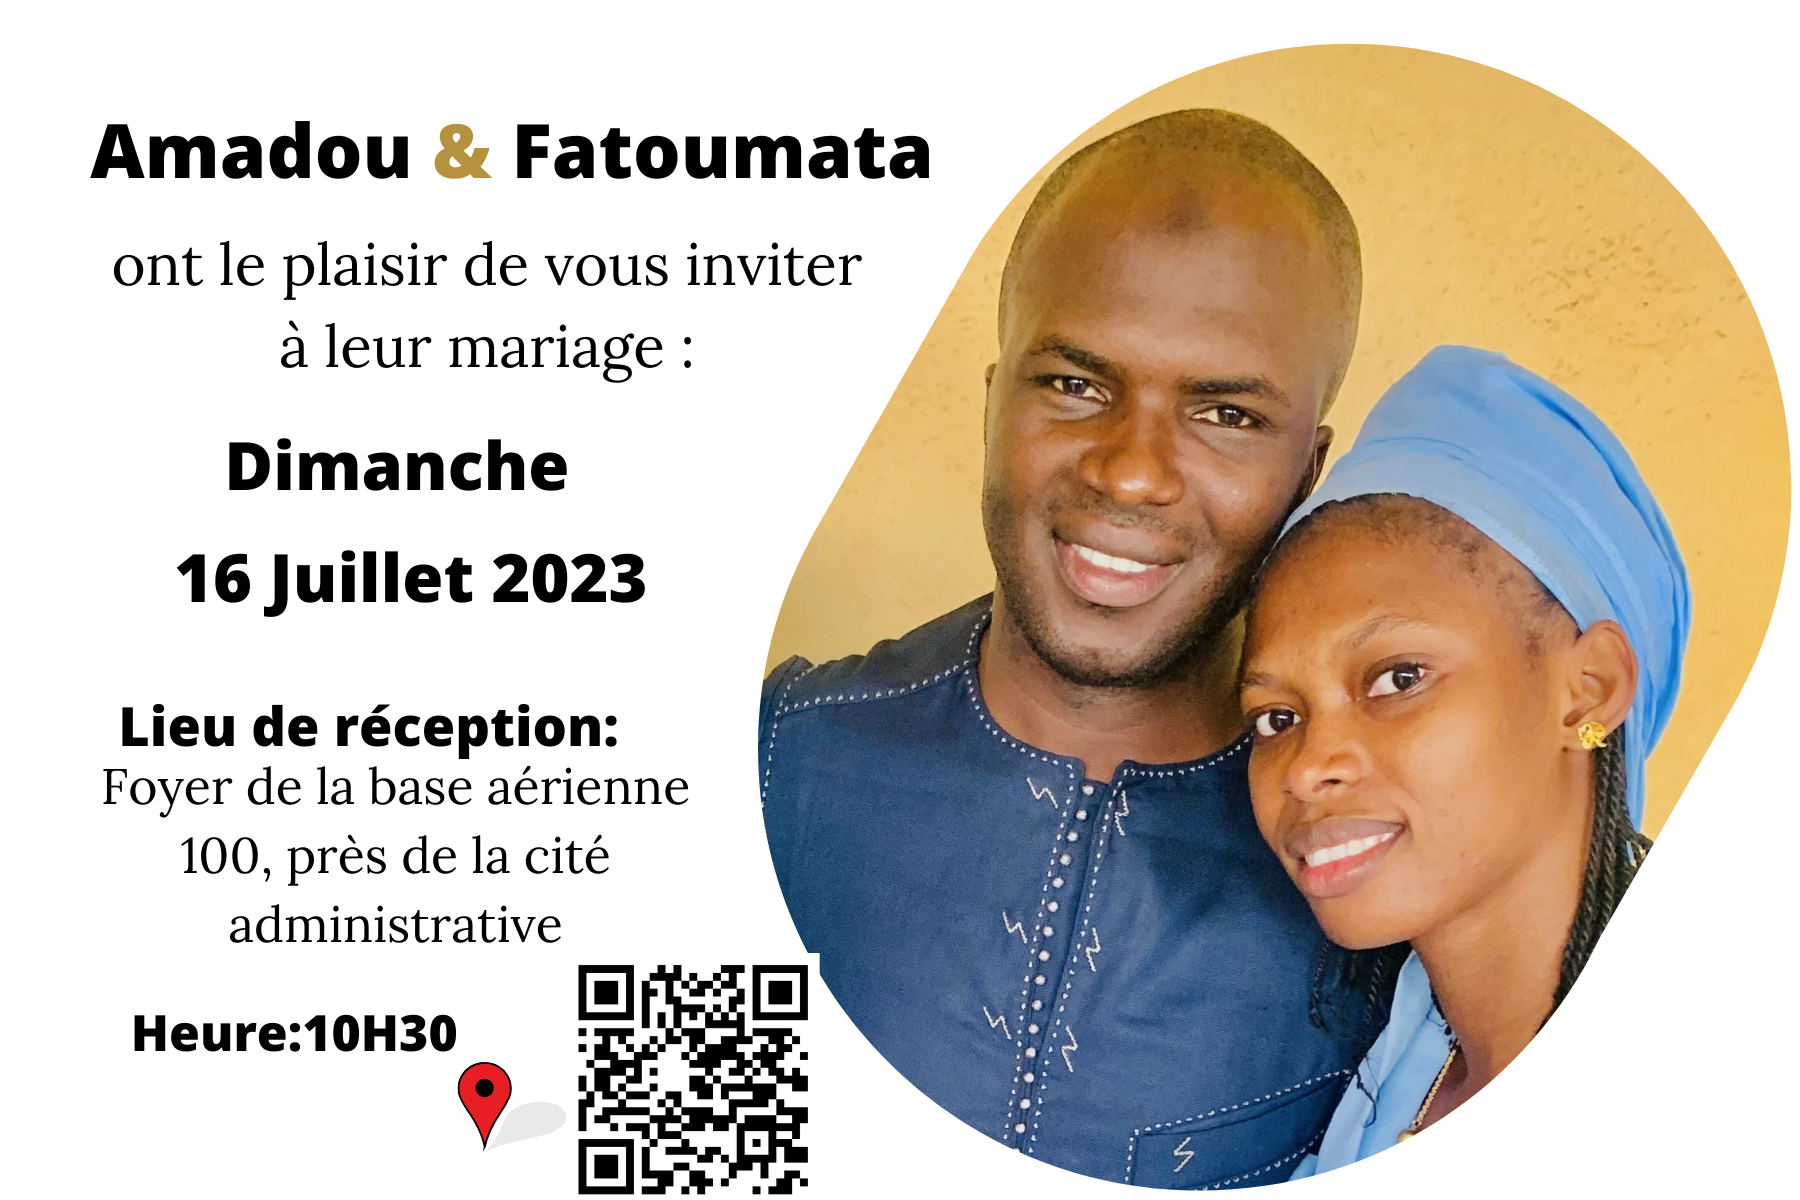 Amadou & Fatoumata
ont le plaisir de vous inviter
à leur mariage :
Dimanche
16 Juillet 2023
Lieu de réception:
Foyer de la base aérienne
100, près de la cité
administrative
Heure:10H30